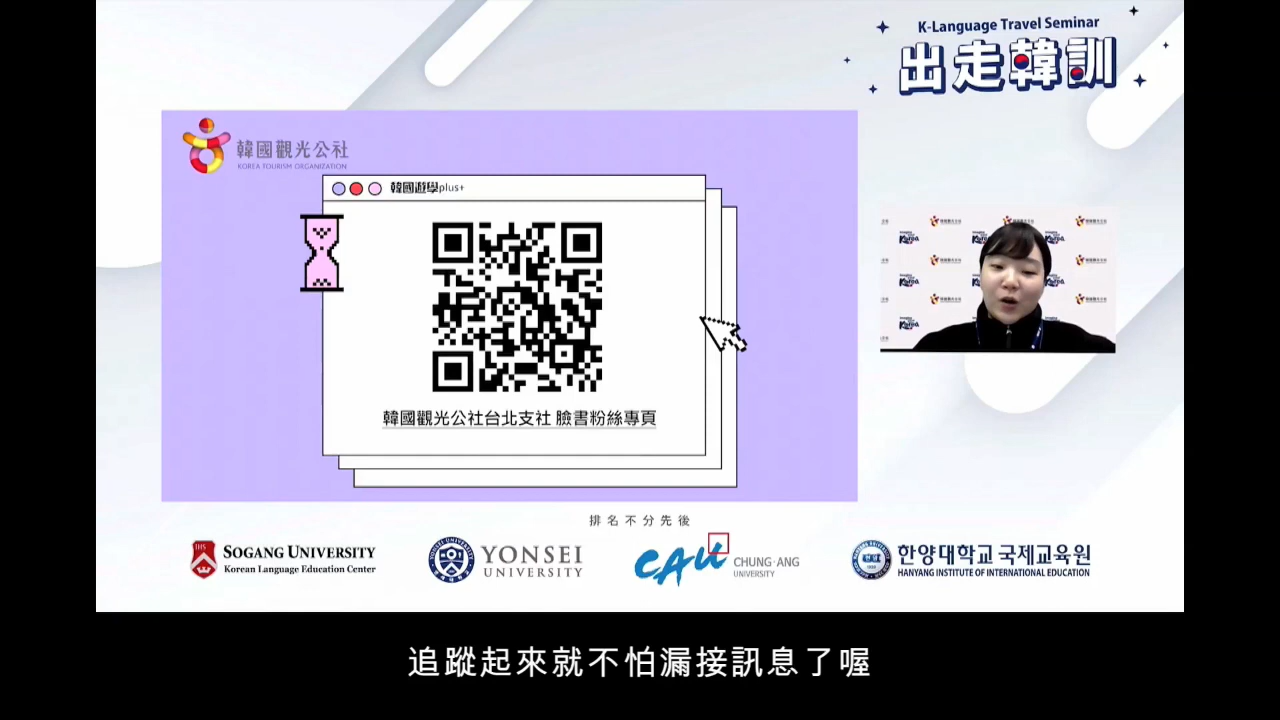 K-Language Travel Seminar
出走韓訓
韓國觀光公社
KOREA TOURISM ORGANIZATION
韓國遊學plus+
韓國觀光公社台北支社 臉書粉絲專頁
排名不分先後
IHS
SOGANG UNIVERSITY
Korean Language Education Center
YONSEI
UNIVERSITY
CAU
CHUNG-ANG
UNIVERSITY
한양대학교 국제교육원
HANYANG INSTITUTE OF INTERNATIONAL EDUCATION
追蹤起來就不怕漏接訊息了喔